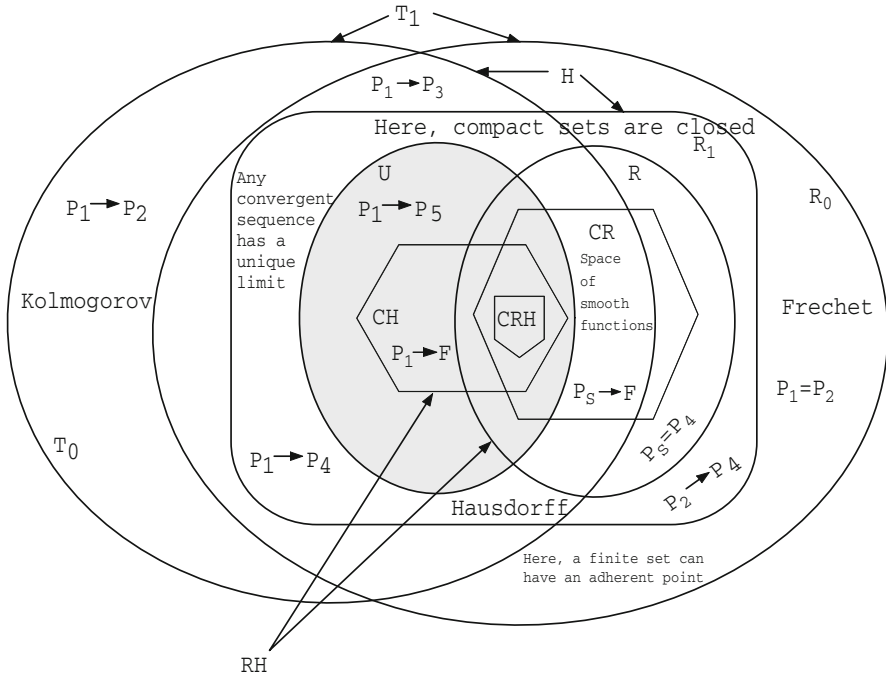 T₁
P₁→P₃
H
Here, compact sets are closed
R₁
Any
convergent
sequence
has a
unique
limit
U
R
P₁→P₂
P₁→P₅
R₀
CR
Space
of
smooth
functions
Kolmogorov
Frechet
CH
CRH
P₁→F
Pₛ→F
P₁=P₂
T₀
P₁→P₄
Pₛ=P₄
P₂→P₄
Hausdorff
Here, a finite set can
have an adherent point
RH